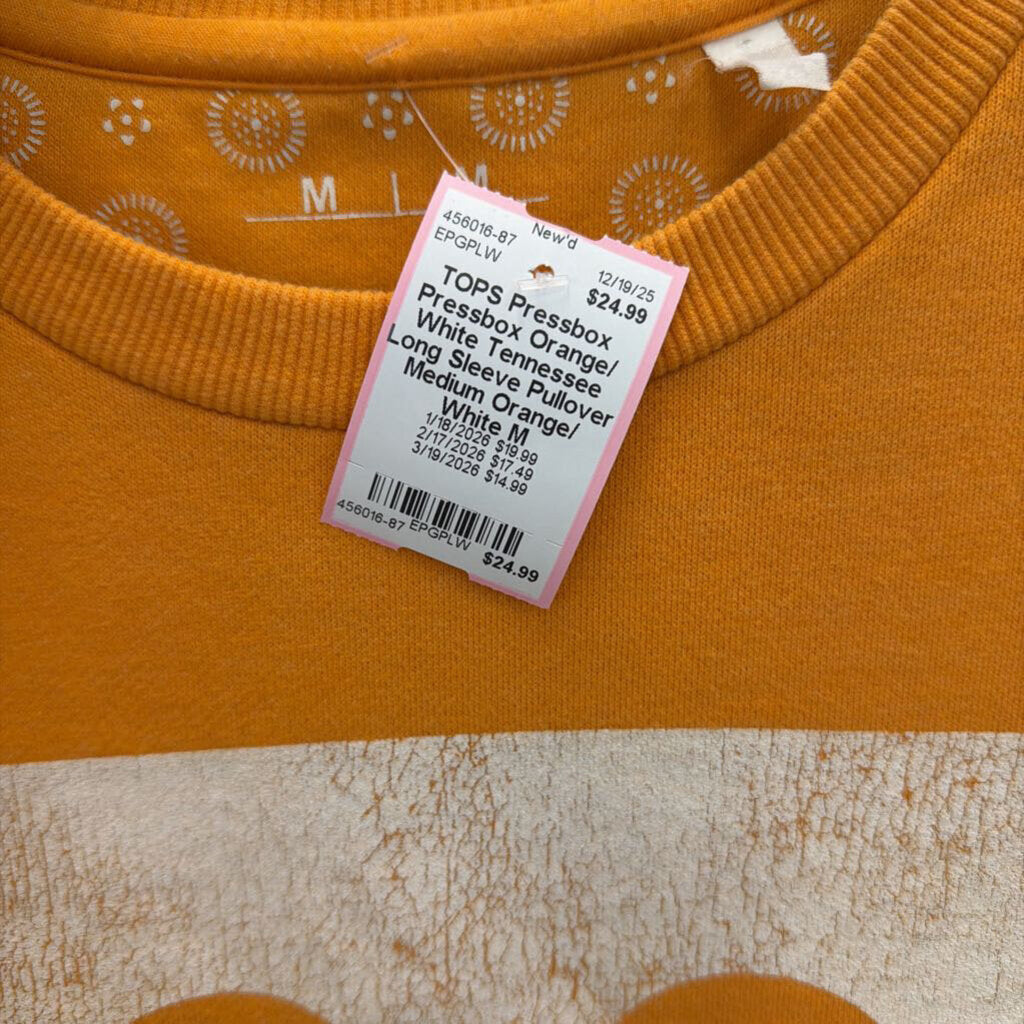 M
M
456016-87
New'd
EPGPLW
12/19/25
$24.99
TOPS Pressbox
Pressbox Orange/
White Tennessee
Long Sleeve Pullover
Medium Orange/
White M
1/18/2026 $19.99
2/17/2026 $17.49
3/19/2026 $14.99
456016-87 EPGPLW
$24.99